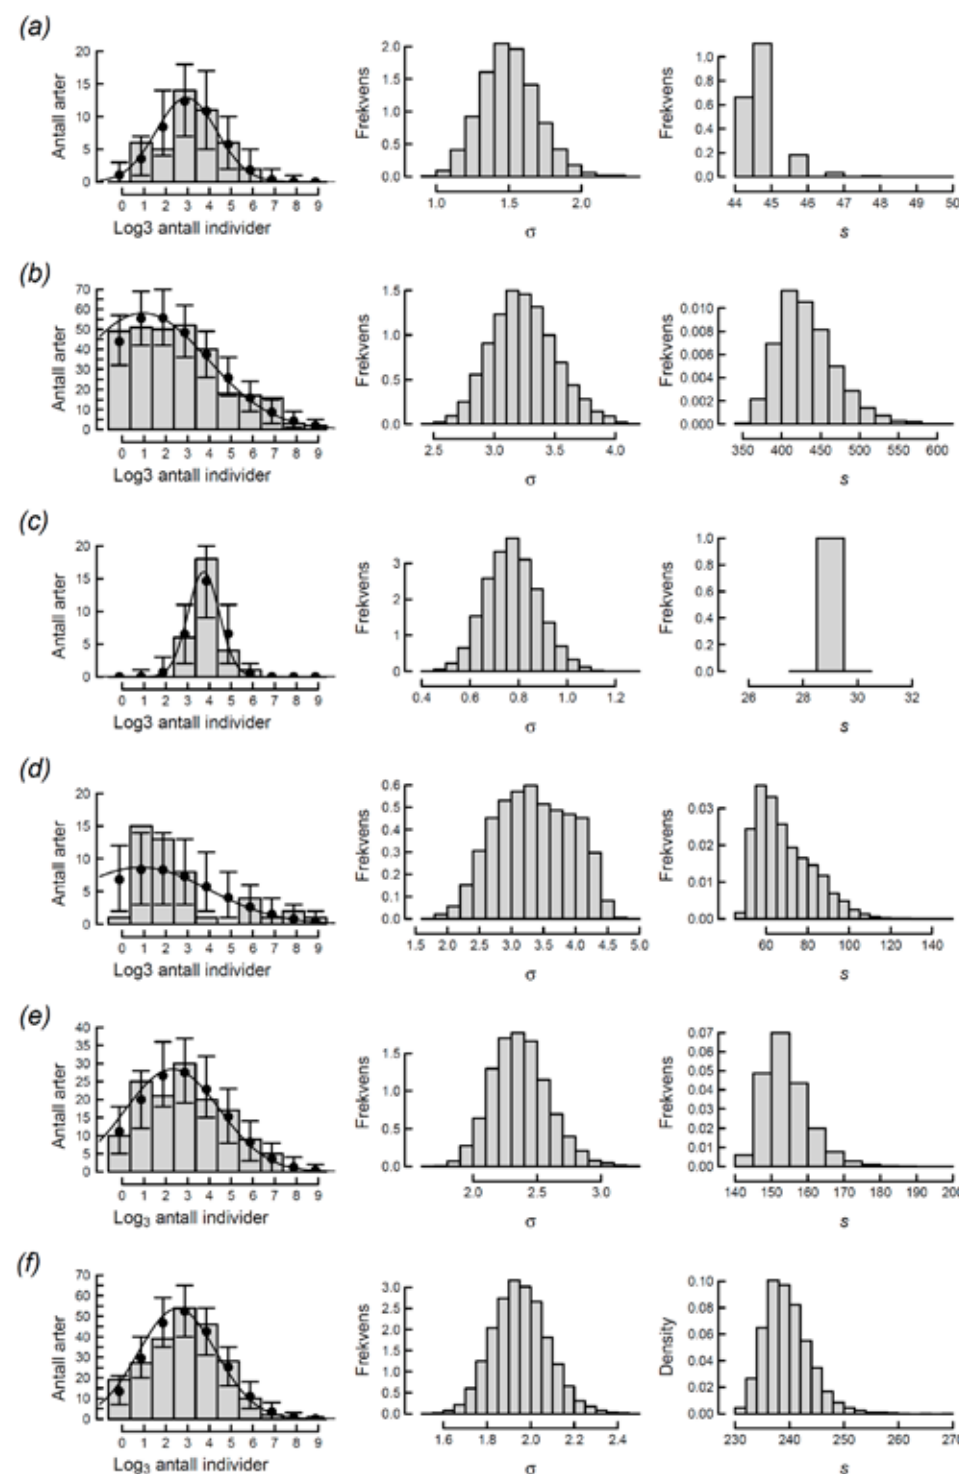 (a)
Antall arter
20
15
10
5
0
0 1 2 3 4 5 6 7 8 9
Log3 antall individer
Frekvens
2.0
1.5
1.0
0.5
0.0
1.0 1.5 2.0
σ
Frekvens
1.0
0.8
0.6
0.4
0.2
0.0
44 45 46 47 48 49 50
s
(b)
Antall arter
70
60
50
40
30
20
10
0
0 1 2 3 4 5 6 7 8 9
Log3 antall individer
Frekvens
1.5
1.0
0.5
0.0
2.5 3.0 3.5 4.0
σ
Frekvens
0.010
0.008
0.006
0.004
0.002
0.000
350 400 450 500 550 600
s
(c)
Antall arter
20
15
10
5
0
0 1 2 3 4 5 6 7 8 9
Log3 antall individer
Frekvens
3
2
1
0
0.4 0.6 0.8 1.0 1.2
σ
Frekvens
1.0
0.8
0.6
0.4
0.2
0.0
26 28 30 32
s
(d)
Antall arter
20
15
10
5
0
0 1 2 3 4 5 6 7 8 9
Log3 antall individer
Frekvens
0.6
0.5
0.4
0.3
0.2
0.1
0.0
1.5 2.0 2.5 3.0 3.5 4.0 4.5 5.0
σ
Frekvens
0.03
0.02
0.01
0.00
60 80 100 120 140
s
(e)
Antall arter
40
35
30
25
20
15
10
5
0
0 1 2 3 4 5 6 7 8 9
Log₃ antall individer
Frekvens
1.5
1.0
0.5
0.0
2.0 2.5 3.0
σ
Frekvens
0.07
0.06
0.05
0.04
0.03
0.02
0.01
0.00
140 150 160 170 180 190 200
s
(f)
Antall arter
70
60
50
40
30
20
10
0
0 1 2 3 4 5 6 7 8 9
Log₃ antall individer
Frekvens
3.0
2.5
2.0
1.5
1.0
0.5
0.0
1.6 1.8 2.0 2.2 2.4
σ
Density
0.10
0.08
0.06
0.04
0.02
0.00
230 240 250 260 270
s